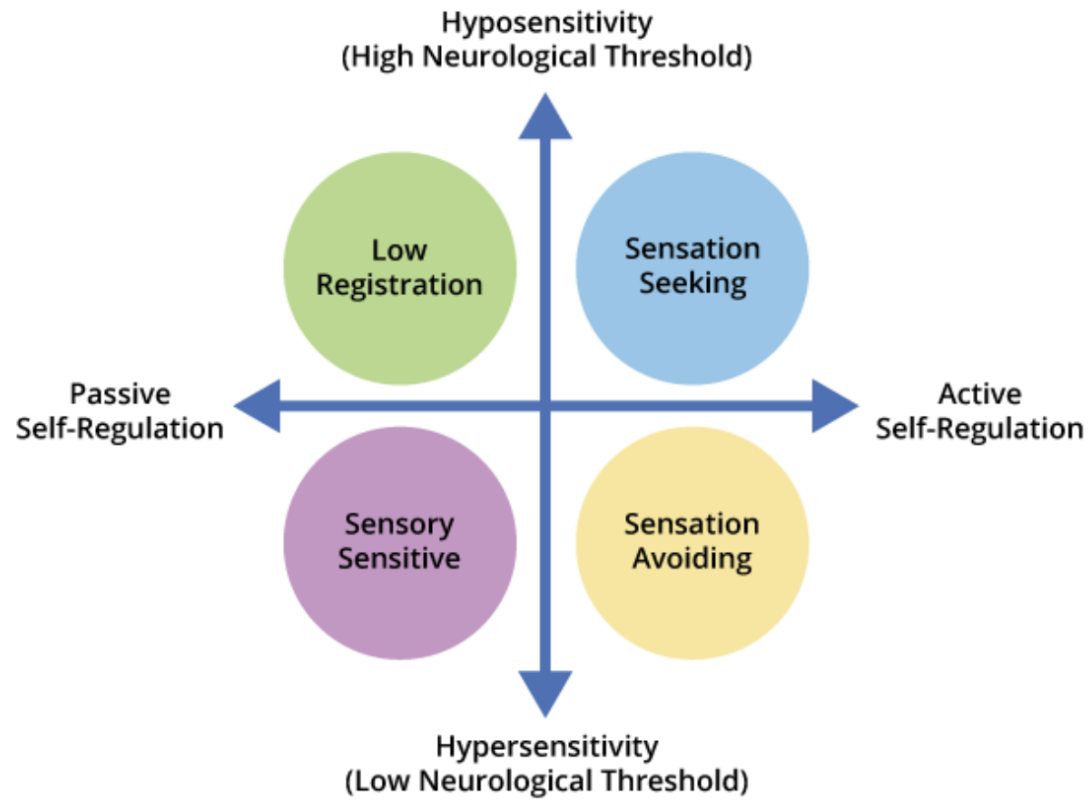 Hyposensitivity
(High Neurological Threshold)
Low
Registration
Sensation
Seeking
Passive
Self-Regulation
Active
Self-Regulation
Sensory
Sensitive
Sensation
Avoiding
Hypersensitivity
(Low Neurological Threshold)